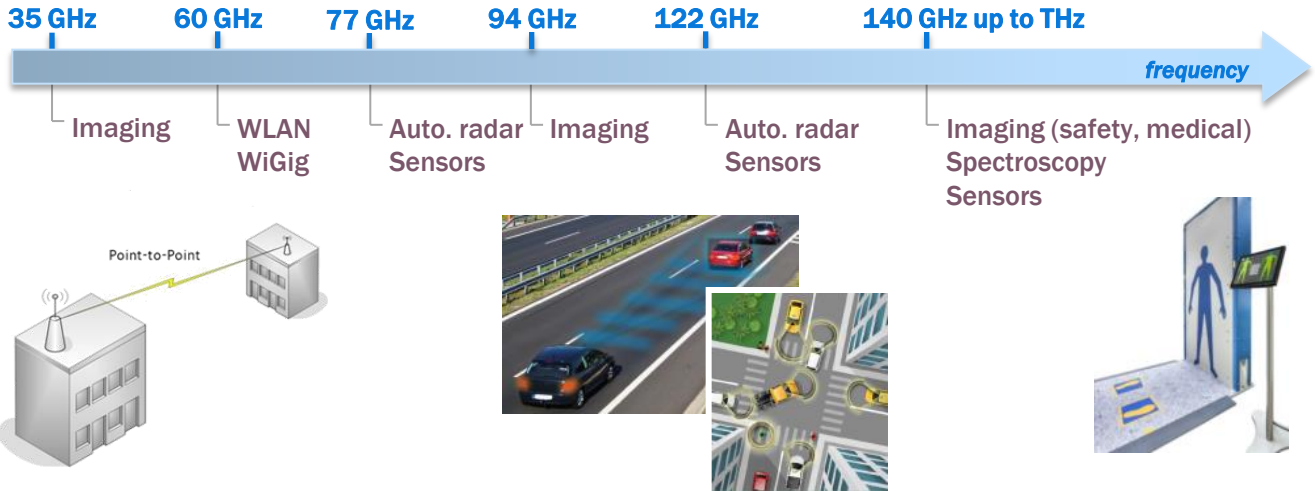 35 GHz
60 GHz
77 GHz
94 GHz
122 GHz
140 GHz up to THz
frequency
Imaging
WLAN
WiGig
Auto. radar
Sensors
Imaging
Auto. radar
Sensors
Imaging (safety, medical)
Spectroscopy
Sensors
Point-to-Point